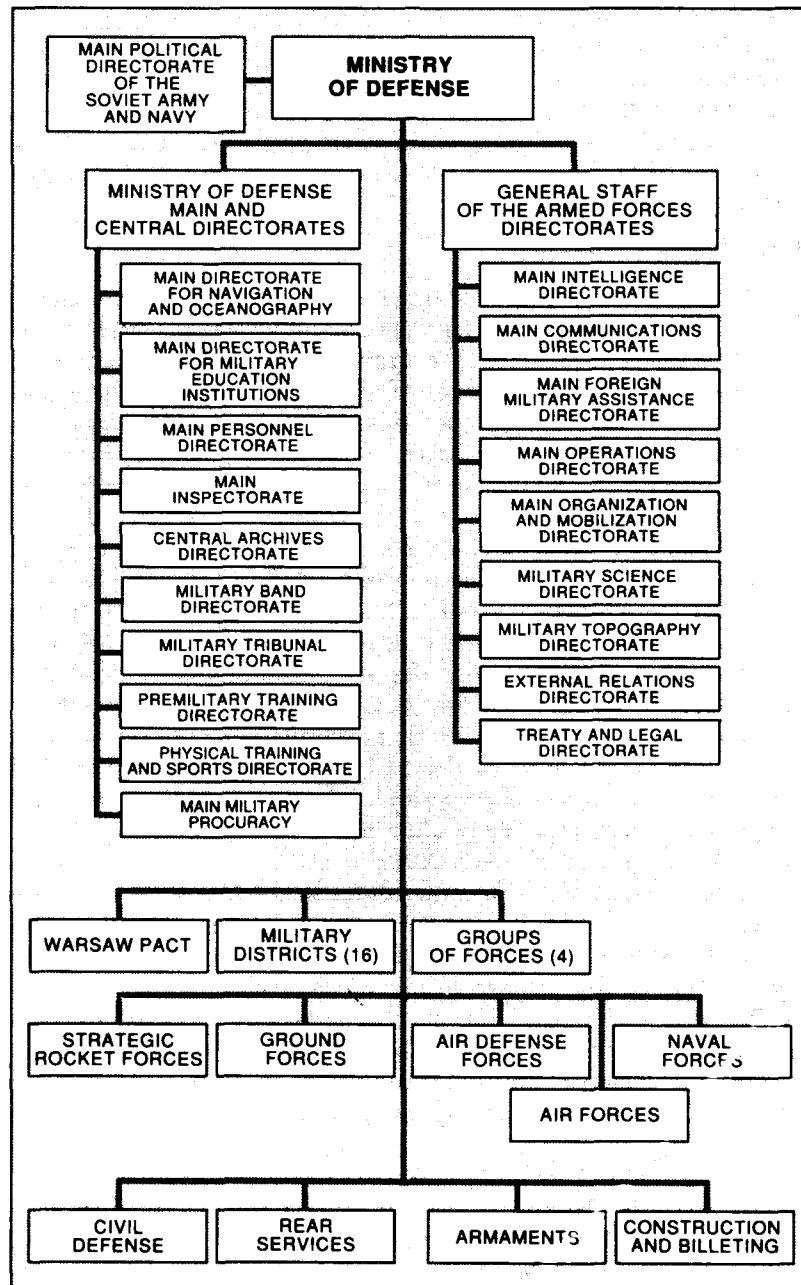 MAIN POLITICAL
DIRECTORATE
OF THE
SOVIET ARMY
AND NAVY
MINISTRY
OF DEFENSE
MINISTRY OF DEFENSE
MAIN AND
CENTRAL DIRECTORATES
MAIN DIRECTORATE
FOR NAVIGATION
AND OCEANOGRAPHY
MAIN DIRECTORATE
FOR MILITARY
EDUCATION
INSTITUTIONS
MAIN PERSONNEL
DIRECTORATE
MAIN
INSPECTORATE
CENTRAL ARCHIVES
DIRECTORATE
MILITARY BAND
DIRECTORATE
MILITARY TRIBUNAL
DIRECTORATE
PREMILITARY TRAINING
DIRECTORATE
PHYSICAL TRAINING
AND SPORTS DIRECTORATE
MAIN MILITARY
PROCURACY
GENERAL STAFF
OF THE ARMED FORCES
DIRECTORATES
MAIN INTELLIGENCE
DIRECTORATE
MAIN COMMUNICATIONS
DIRECTORATE
MAIN FOREIGN
MILITARY ASSISTANCE
DIRECTORATE
MAIN OPERATIONS
DIRECTORATE
MAIN ORGANIZATION
AND MOBILIZATION
DIRECTORATE
MILITARY SCIENCE
DIRECTORATE
MILITARY TOPOGRAPHY
DIRECTORATE
EXTERNAL RELATIONS
DIRECTORATE
TREATY AND LEGAL
DIRECTORATE
WARSAW PACT
MILITARY
DISTRICTS (16)
GROUPS
OF FORCES (4)
STRATEGIC
ROCKET FORCES
GROUND
FORCES
AIR DEFENSE
FORCES
NAVAL
FORCES
AIR FORCES
CIVIL
DEFENSE
REAR
SERVICES
ARMAMENTS
CONSTRUCTION
AND BILLETING